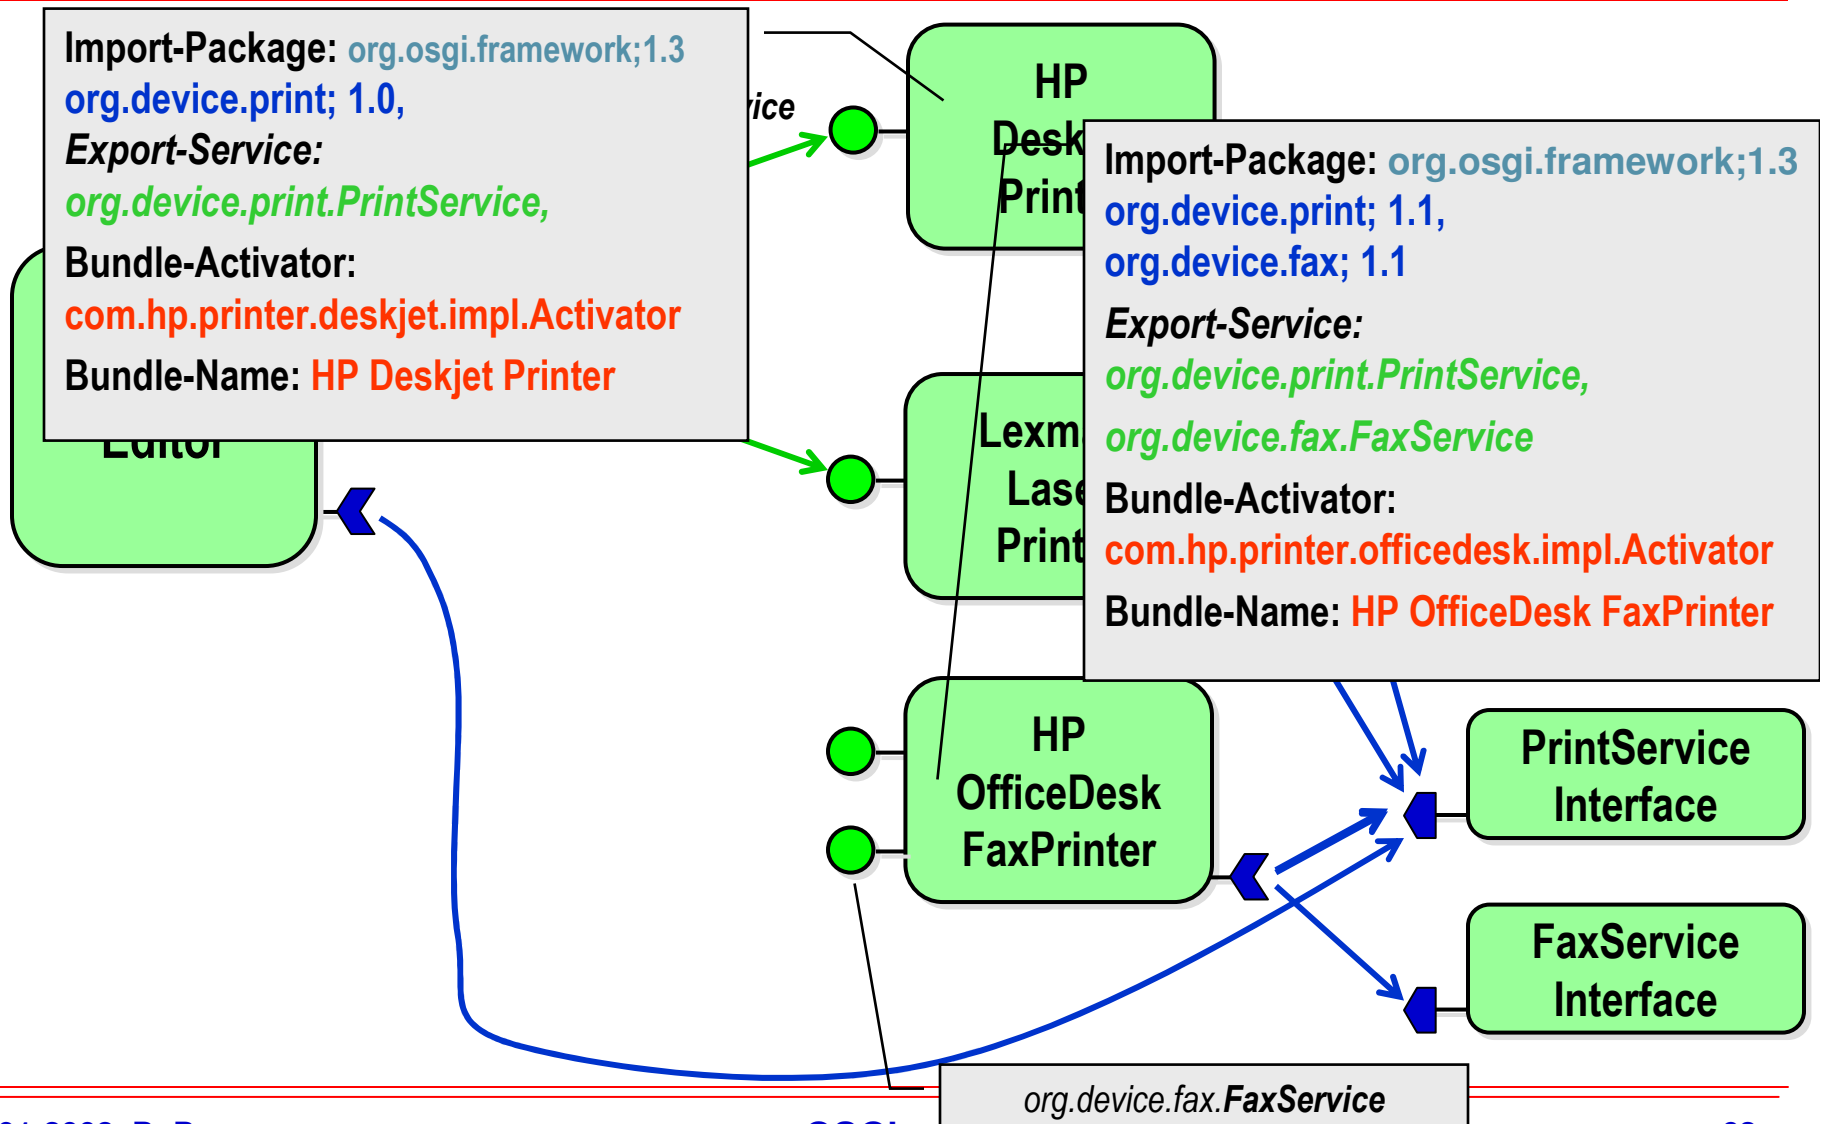 Import-Package: org.osgi.framework;1.3
org.device.print; 1.0,
Export-Service:
org.device.print.PrintService,
Bundle-Activator:
com.hp.printer.deskjet.impl.Activator
Bundle-Name: HP Deskjet Printer
Editor
HP
Desk
Print
Import-Package: org.osgi.framework;1.3
org.device.print; 1.1,
org.device.fax; 1.1
Export-Service:
org.device.print.PrintService,
org.device.fax.FaxService
Bundle-Activator:
com.hp.printer.officedesk.impl.Activator
Bundle-Name: HP OfficeDesk FaxPrinter
Lexma
Lase
Print
HP
OfficeDesk
FaxPrinter
PrintService
Interface
FaxService
Interface
org.device.fax.FaxService